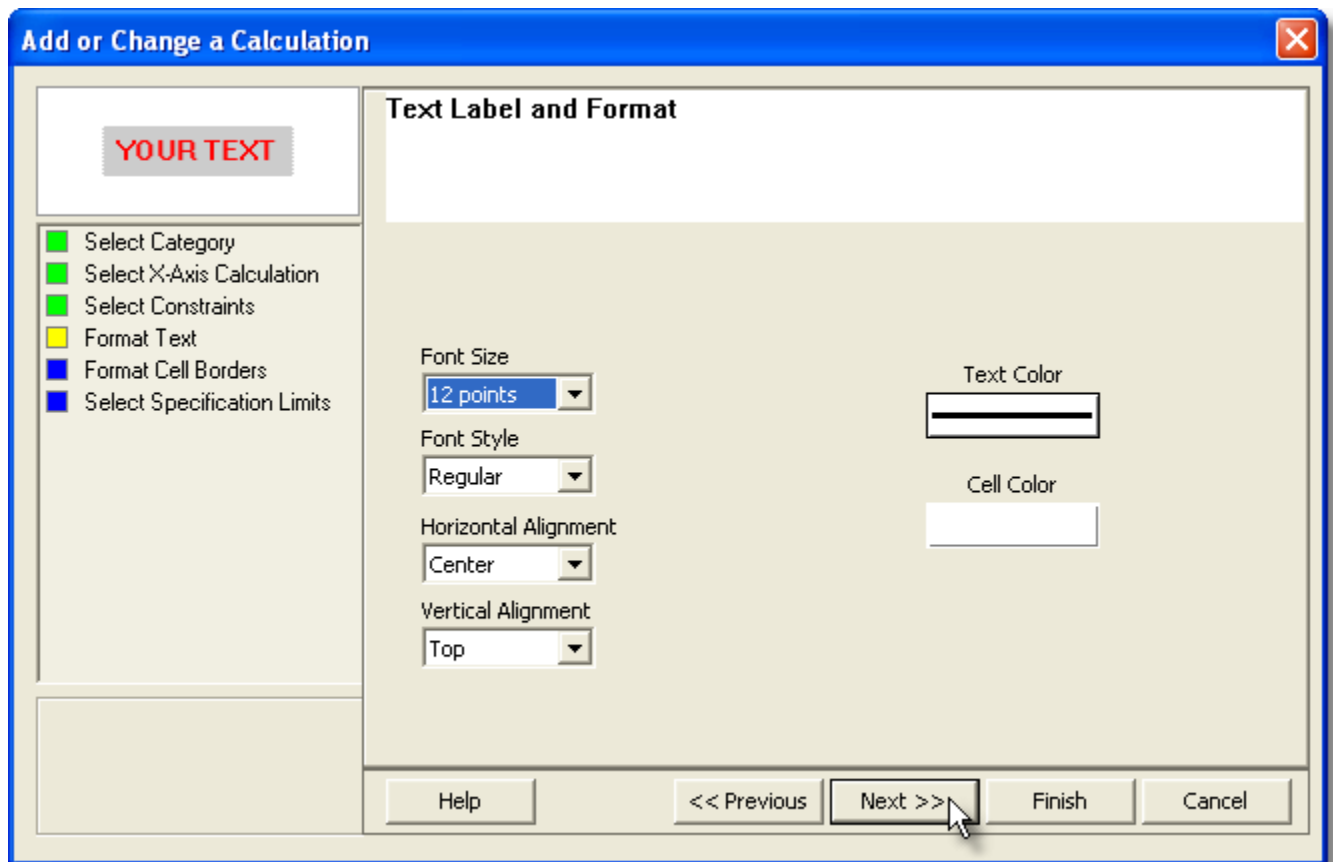 Add or Change a Calculation
YOUR TEXT
Text Label and Format
Select Category
Select X-Axis Calculation
Select Constraints
Format Text
Format Cell Borders
Select Specification Limits
Font Size
12 points
Font Style
Regular
Horizontal Alignment
Center
Vertical Alignment
Top
Text Color
Cell Color
Help
<< Previous
Next >>
Finish
Cancel